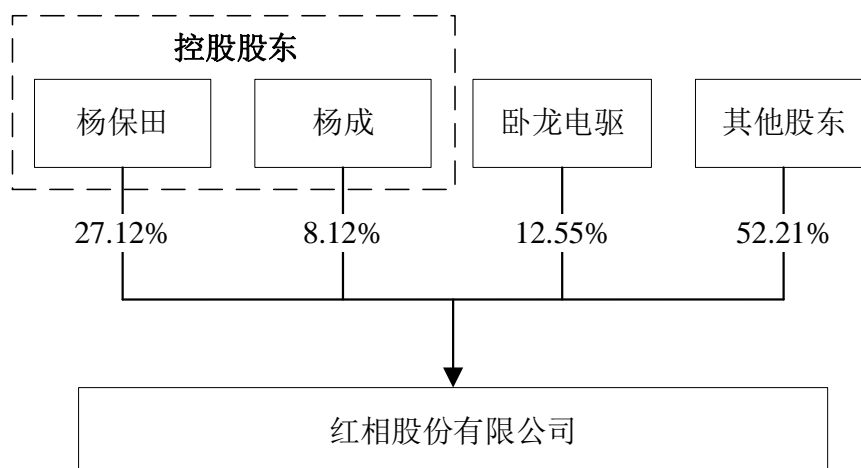 控股股东
杨保田
杨成
卧龙电驱
其他股东
27.12%
8.12%
12.55%
52.21%
红相股份有限公司